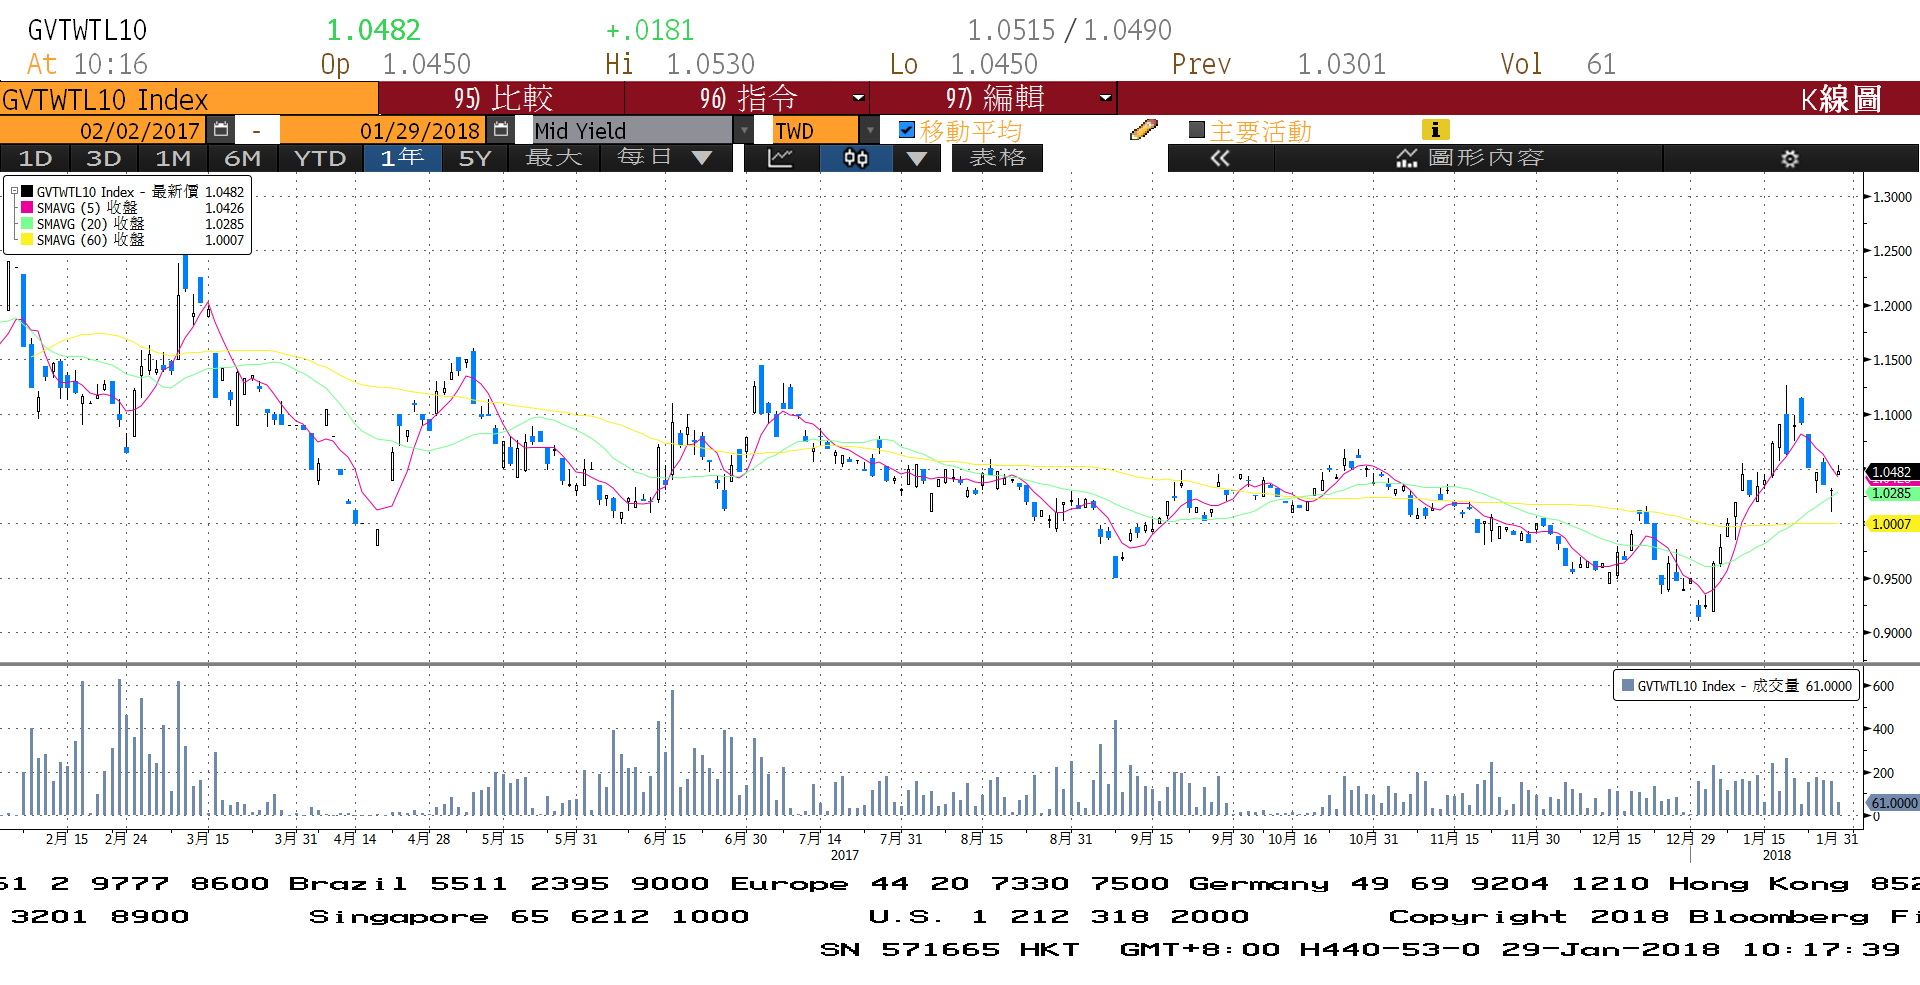 GVTWTL10 1.0482 +.0181 1.0515 / 1.0490
At 10:16 Op 1.0450 Hi 1.0530 Lo 1.0450 Prev 1.0301 Vol 61
GVTWTL10 Index 95) 比較 96) 指令 97) 編輯 K線圖
02/02/2017 - 01/29/2018 Mid Yield TWD 移動平均 主要活動 i
1D 3D 1M 6M YTD 1年 5Y 最大 每日 ▼ 表格 « 圖形內容
GVTWTL10 Index - 最新價 1.0482
SMAVG (5) 收盤 1.0426
SMAVG (20) 收盤 1.0285
SMAVG (60) 收盤 1.0007
1.3000
1.2500
1.2000
1.1500
1.1000
1.0482
1.0285
1.0007
0.9500
0.9000
GVTWTL10 Index - 成交量 61.0000
600
400
200
61.0000
0
2月 15 2月 24 3月 15 3月 31 4月 14 4月 28 5月 15 5月 31 6月 15 6月 30 7月 14 7月 31 8月 15 8月 31 9月 15 9月 30 10月 16 10月 31 11月 15 11月 30 12月 15 12月 29 1月 15 1月 31
2017 2018
61 2 9777 8600 Brazil 5511 2395 9000 Europe 44 20 7330 7500 Germany 49 69 9204 1210 Hong Kong 852
3201 8900 Singapore 65 6212 1000 U.S. 1 212 318 2000 Copyright 2018 Bloomberg Fi
SN 571665 HKT GMT+8:00 H440-53-0 29-Jan-2018 10:17:39